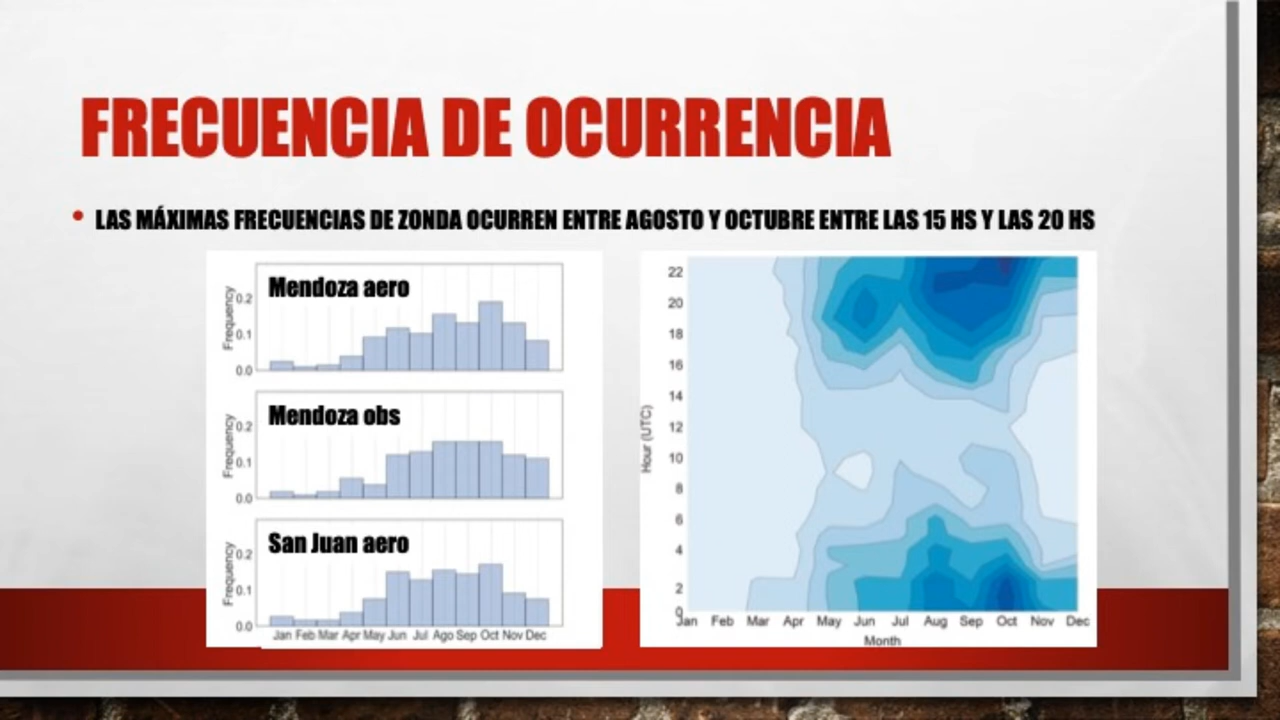 FRECUENCIA DE OCURRENCIA
• LAS MÁXIMAS FRECUENCIAS DE ZONDA OCURREN ENTRE AGOSTO Y OCTUBRE ENTRE LAS 15 HS Y LAS 20 HS
Mendoza aero
Frequency
0.2
0.1
0.0
Mendoza obs
Frequency
0.2
0.1
0.0
San Juan aero
Frequency
0.2
0.1
0.0
Jan Feb Mar Apr May Jun Jul Ago Sep Oct Nov Dec
Hour (UTC)
22
20
18
16
14
12
10
8
6
4
2
0
Jan Feb Mar Apr May Jun Jul Aug Sep Oct Nov Dec
Month